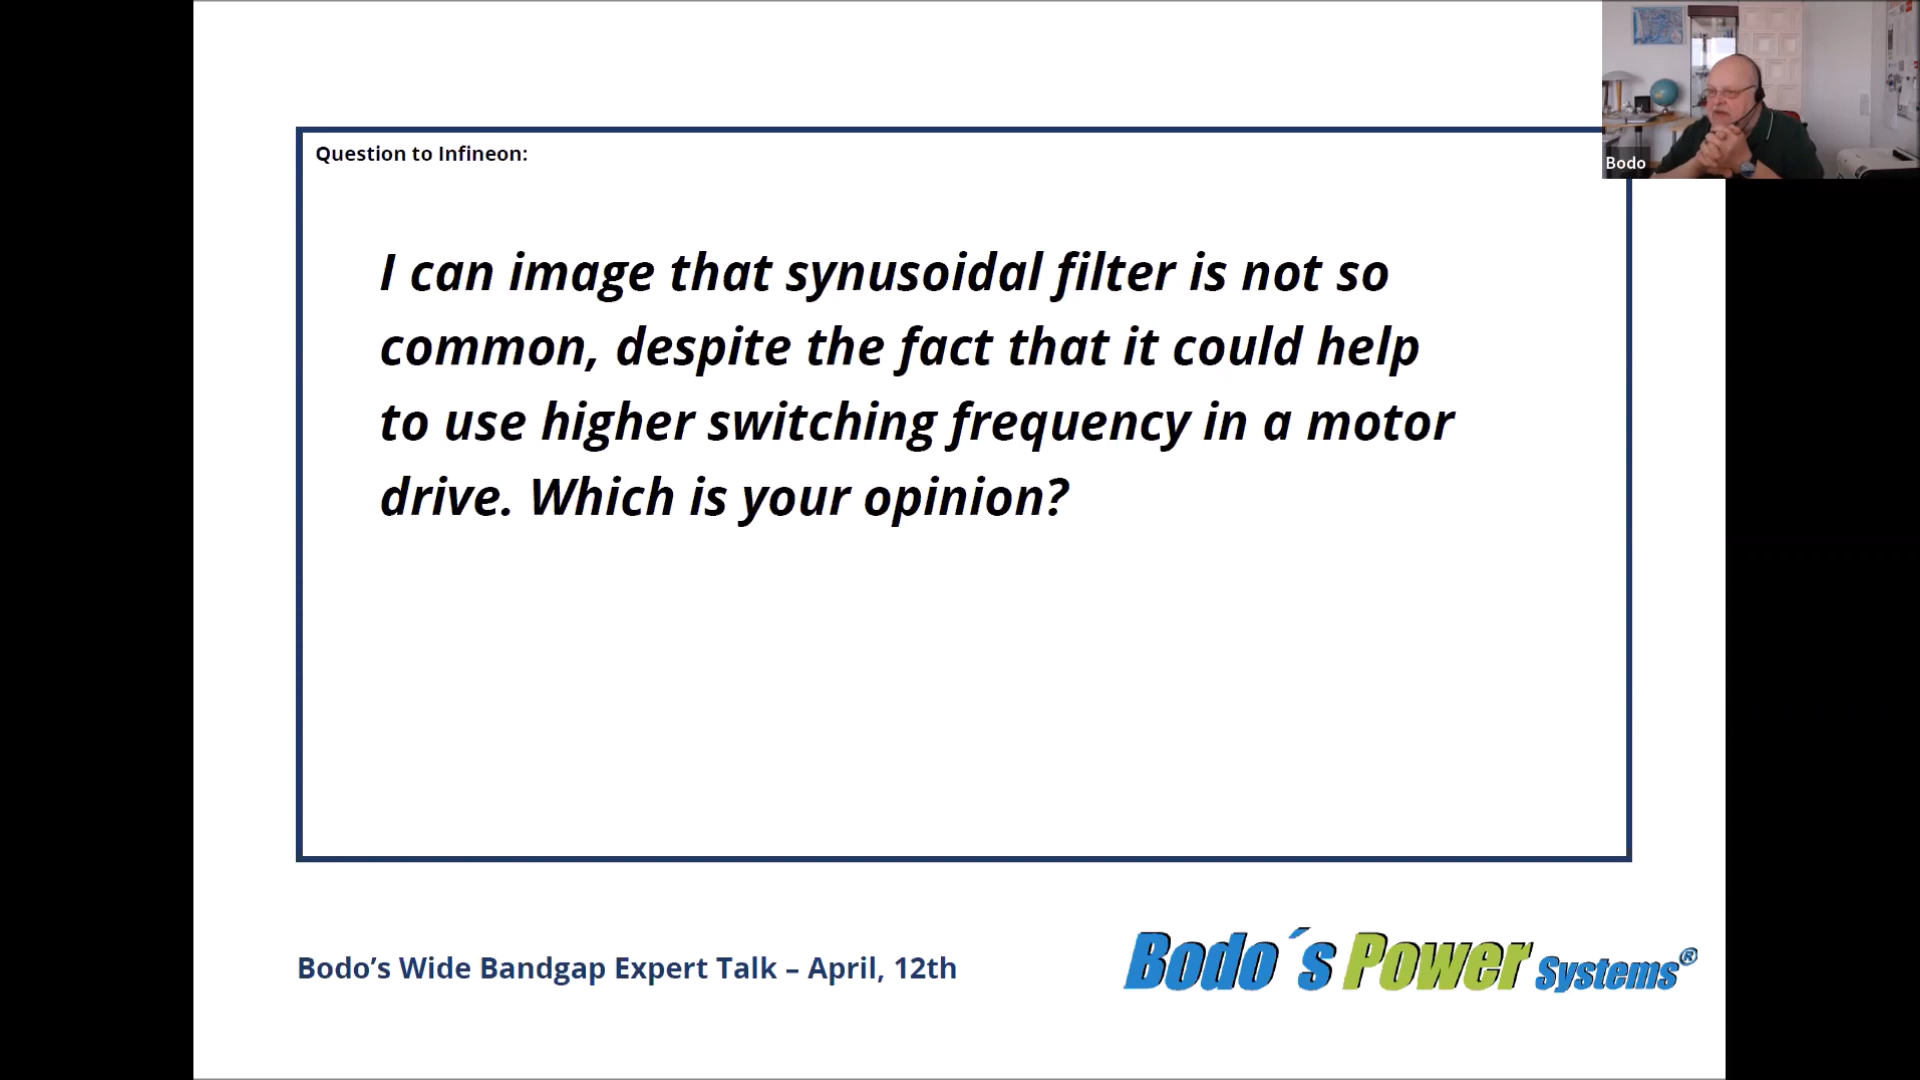 Bodo
Question to Infineon:
I can image that synusoidal filter is not so
common, despite the fact that it could help
to use higher switching frequency in a motor
drive. Which is your opinion?
Bodo’s Wide Bandgap Expert Talk – April, 12th
Bodo´s Power Systems®